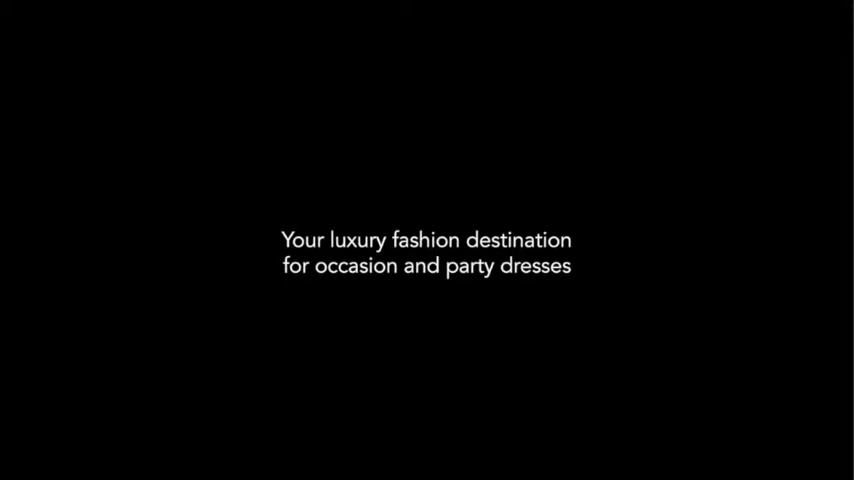 Your luxury fashion destination
for occasion and party dresses